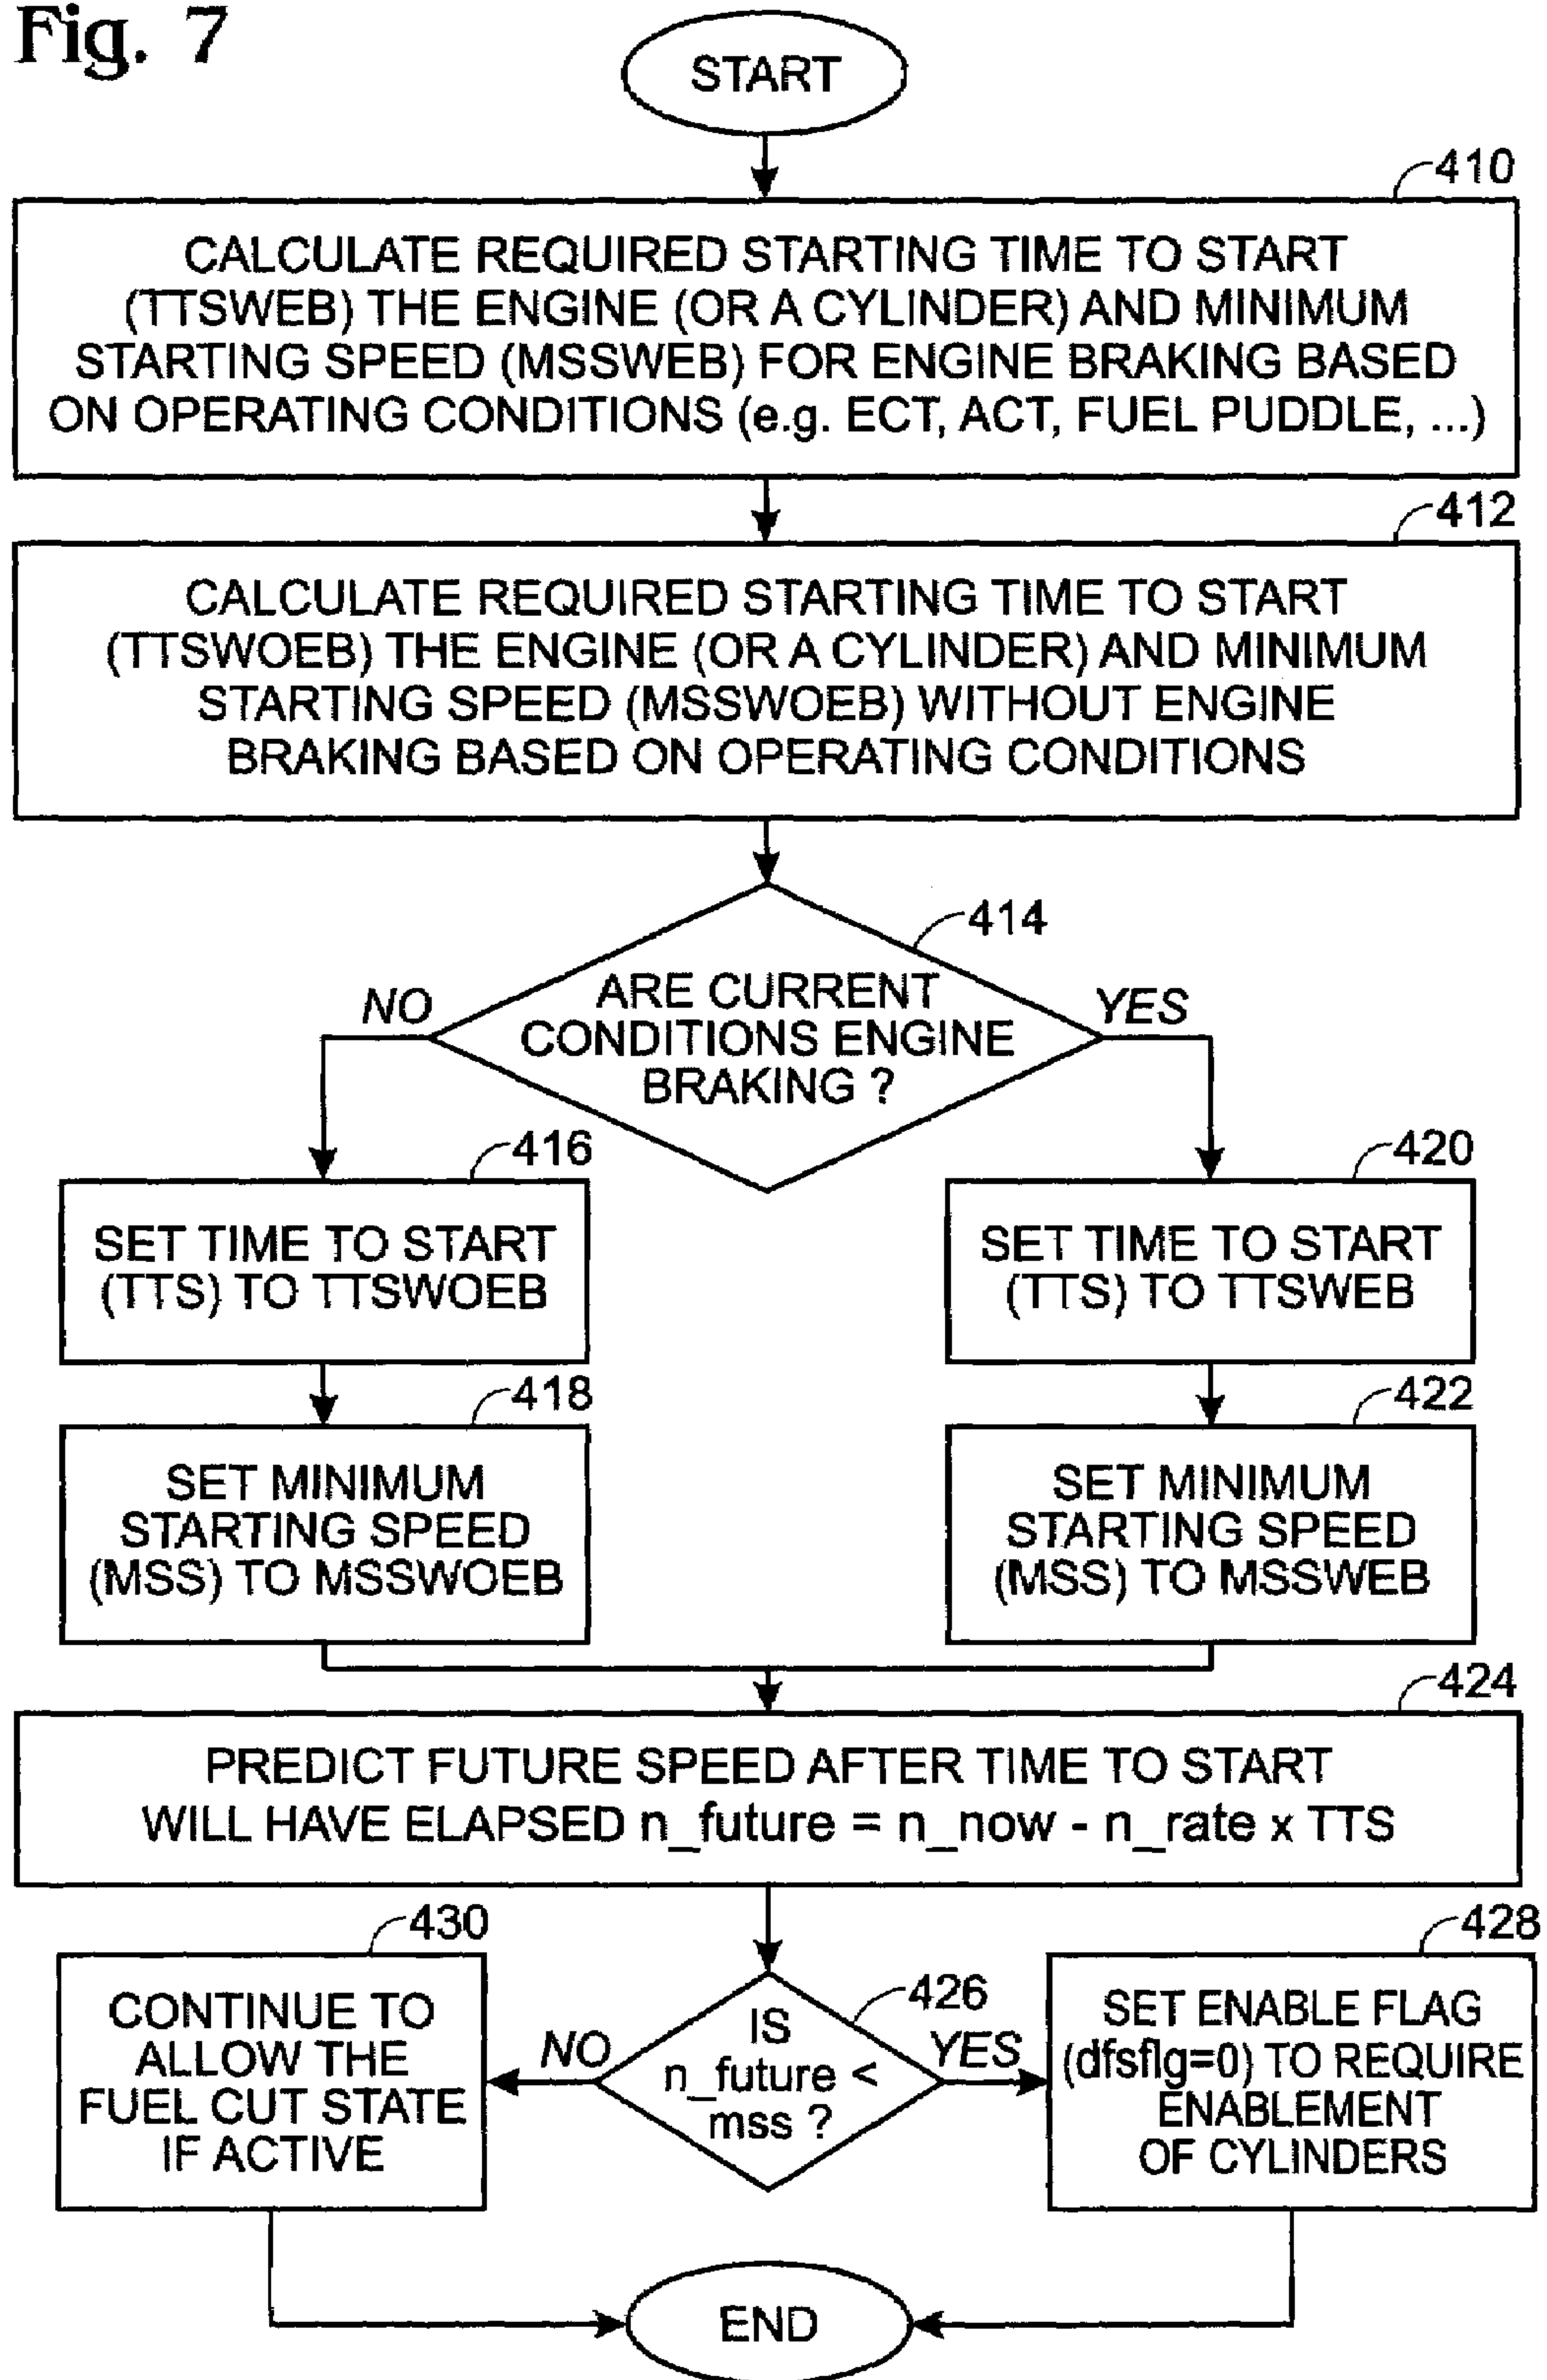 Fig. 7
START
410
CALCULATE REQUIRED STARTING TIME TO START
(TTSWEB) THE ENGINE (OR A CYLINDER) AND MINIMUM
STARTING SPEED (MSSWEB) FOR ENGINE BRAKING BASED
ON OPERATING CONDITIONS (e.g. ECT, ACT, FUEL PUDDLE, ...)
412
CALCULATE REQUIRED STARTING TIME TO START
(TTSWOEB) THE ENGINE (OR A CYLINDER) AND MINIMUM
STARTING SPEED (MSSWOEB) WITHOUT ENGINE
BRAKING BASED ON OPERATING CONDITIONS
414
ARE CURRENT
CONDITIONS ENGINE
BRAKING ?
NO
YES
416
SET TIME TO START
(TTS) TO TTSWOEB
420
SET TIME TO START
(TTS) TO TTSWEB
418
SET MINIMUM
STARTING SPEED
(MSS) TO MSSWOEB
422
SET MINIMUM
STARTING SPEED
(MSS) TO MSSWEB
424
PREDICT FUTURE SPEED AFTER TIME TO START
WILL HAVE ELAPSED n_future = n_now - n_rate x TTS
426
IS
n_future <
mss ?
NO
YES
430
CONTINUE TO
ALLOW THE
FUEL CUT STATE
IF ACTIVE
428
SET ENABLE FLAG
(dfsflg=0) TO REQUIRE
ENABLEMENT
OF CYLINDERS
END